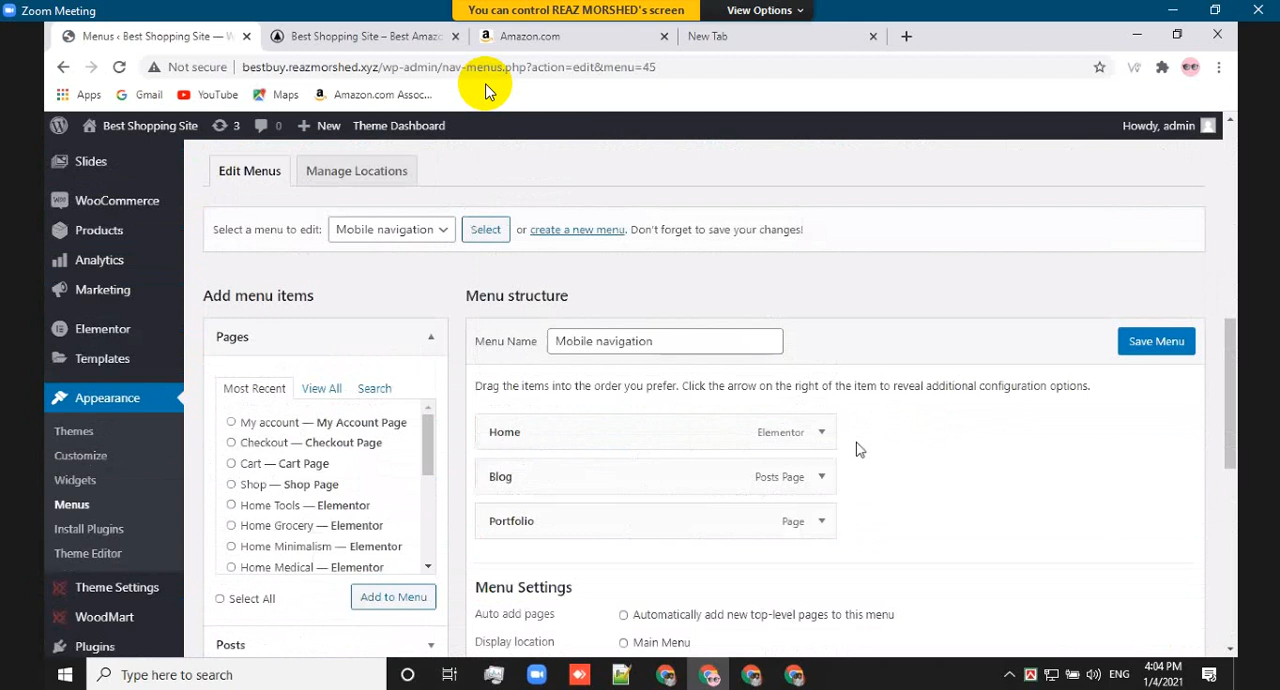 Zoom Meeting
You can control REAZ MORSHED's screen
View Options
Menus ‹ Best Shopping Site — W
Best Shopping Site – Best Amaz
Amazon.com
New Tab
Not secure
bestbuy.reazmorshed.xyz/wp-admin/nav-menus.php?action=edit&menu=45
Apps
Gmail
YouTube
Maps
Amazon.com Assoc...
Best Shopping Site
3
0
+ New
Theme Dashboard
Howdy, admin
Slides
WooCommerce
Products
Analytics
Marketing
Elementor
Templates
Appearance
Themes
Customize
Widgets
Menus
Install Plugins
Theme Editor
Theme Settings
WoodMart
Plugins
Edit Menus
Manage Locations
Select a menu to edit:
Mobile navigation
Select
or create a new menu. Don't forget to save your changes!
Add menu items
Pages
Most Recent
View All
Search
My account — My Account Page
Checkout — Checkout Page
Cart — Cart Page
Shop — Shop Page
Home Tools — Elementor
Home Grocery — Elementor
Home Minimalism — Elementor
Home Medical — Elementor
Select All
Add to Menu
Posts
Menu structure
Menu Name
Mobile navigation
Save Menu
Drag the items into the order you prefer. Click the arrow on the right of the item to reveal additional configuration options.
Home
Elementor
Blog
Posts Page
Portfolio
Page
Menu Settings
Auto add pages
Automatically add new top-level pages to this menu
Display location
Main Menu
Type here to search
ENG
4:04 PM
1/4/2021